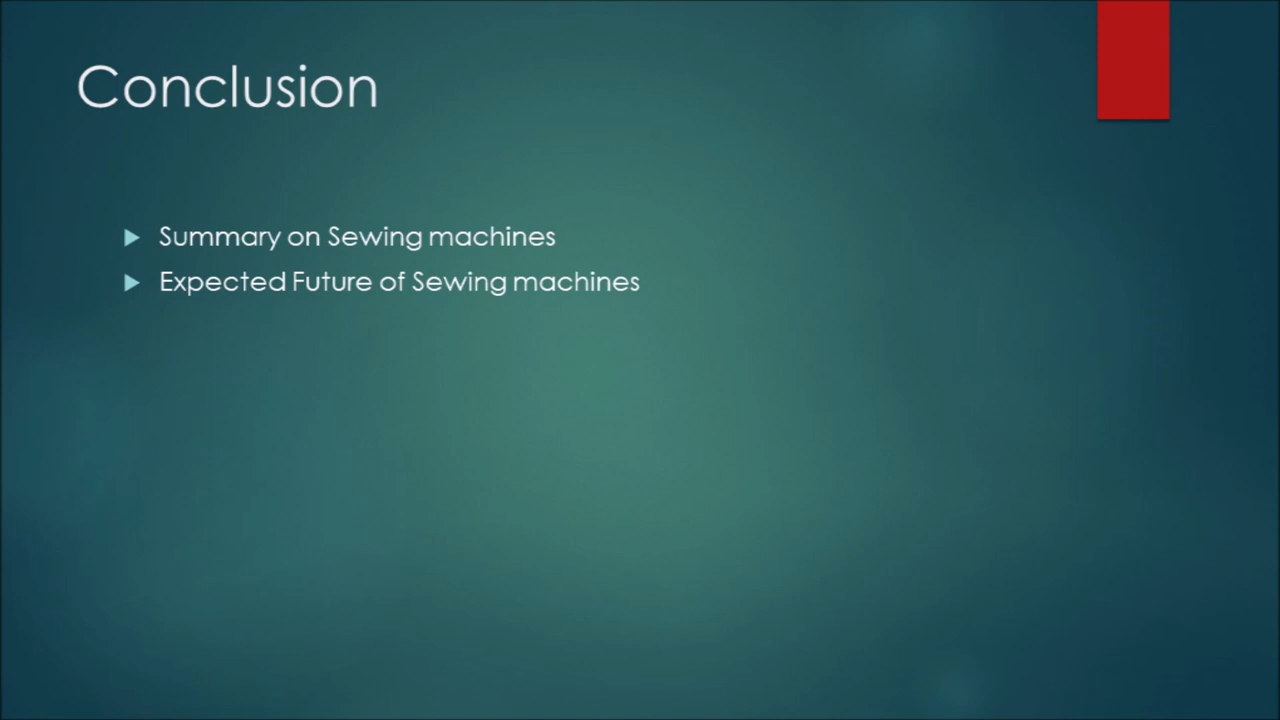 Conclusion
Summary on Sewing machines
Expected Future of Sewing machines